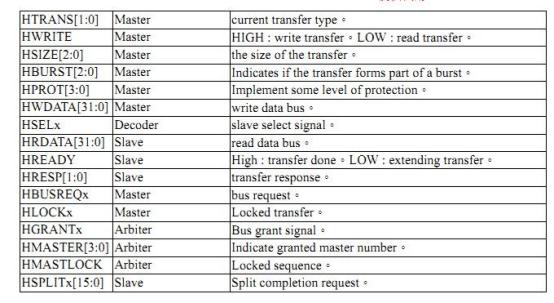 HTRANS[1:0] Master current transfer type。
HWRITE Master HIGH : write transfer。LOW : read transfer。
HSIZE[2:0] Master the size of the transfer。
HBURST[2:0] Master Indicates if the transfer forms part of a burst。
HPROT[3:0] Master Implement some level of protection。
HWDATA[31:0] Master write data bus。
HSELx Decoder slave select signal。
HRDATA[31:0] Slave read data bus。
HREADY Slave High : transfer done。LOW : extending transfer。
HRESP[1:0] Slave transfer response。
HBUSREQx Master bus request。
HLOCKx Master Locked transfer。
HGRANTx Arbiter Bus grant signal。
HMASTER[3:0] Arbiter Indicate granted master number。
HMASTLOCK Arbiter Locked sequence。
HSPLITx[15:0] Slave Split completion request。